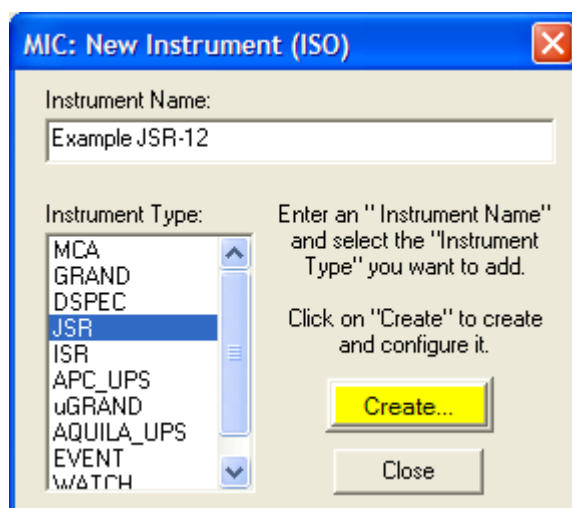 MIC: New Instrument (ISO)
Instrument Name:
Example JSR-12
Instrument Type:
MCA
GRAND
DSPEC
JSR
ISR
APC_UPS
uGRAND
AQUILA_UPS
EVENT
WATCH
Enter an " Instrument Name"
and select the "Instrument
Type" you want to add.
Click on "Create" to create
and configure it.
Create...
Close